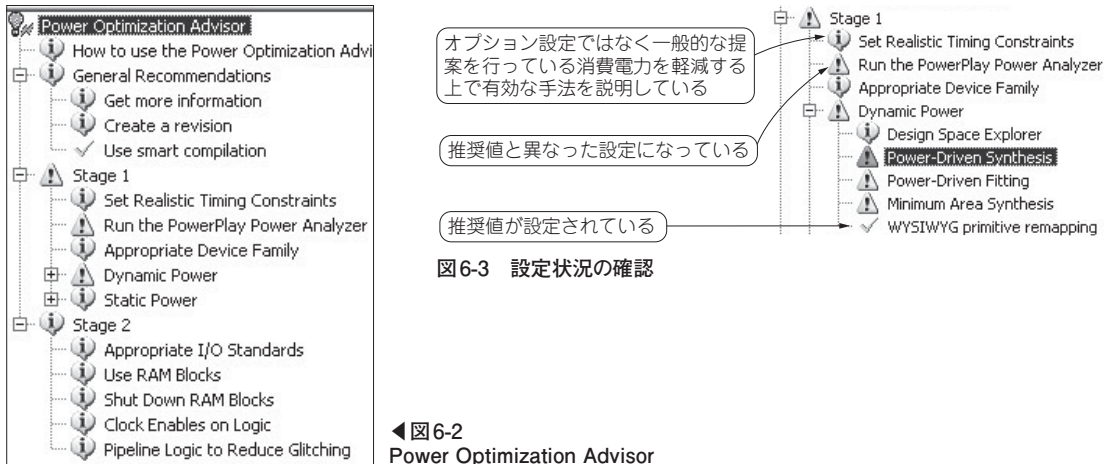 Power Optimization Advisor
How to use the Power Optimization Advi
General Recommendations
Get more information
Create a revision
Use smart compilation
Stage 1
Set Realistic Timing Constraints
Run the PowerPlay Power Analyzer
Appropriate Device Family
Dynamic Power
Static Power
Stage 2
Appropriate I/O Standards
Use RAM Blocks
Shut Down RAM Blocks
Clock Enables on Logic
Pipeline Logic to Reduce Glitching
◀図6-2
Power Optimization Advisor
オプション設定ではなく一般的な提
案を行っている消費電力を軽減する
上で有効な手法を説明している
推奨値と異なった設定になっている
推奨値が設定されている
Stage 1
Set Realistic Timing Constraints
Run the PowerPlay Power Analyzer
Appropriate Device Family
Dynamic Power
Design Space Explorer
Power-Driven Synthesis
Power-Driven Fitting
Minimum Area Synthesis
WYSIWYG primitive remapping
図6-3 設定状況の確認